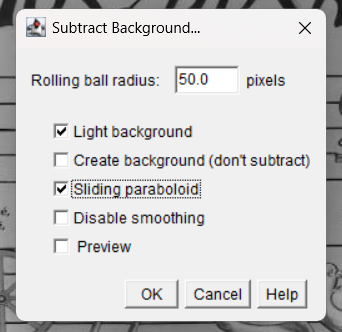 Subtract Background...
Rolling ball radius: 50.0 pixels
Light background
Create background (don't subtract)
Sliding paraboloid
Disable smoothing
Preview
OK Cancel Help